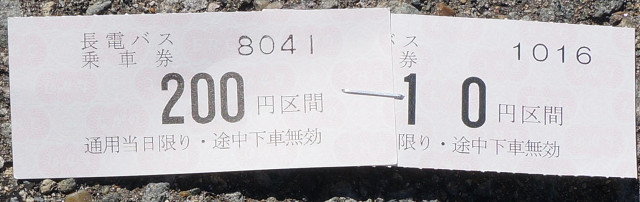 長電バス
乗車券 8041
200円区間
通用当日限り・途中下車無効
バス
券 1016
10円区間
限り・途中下車無効